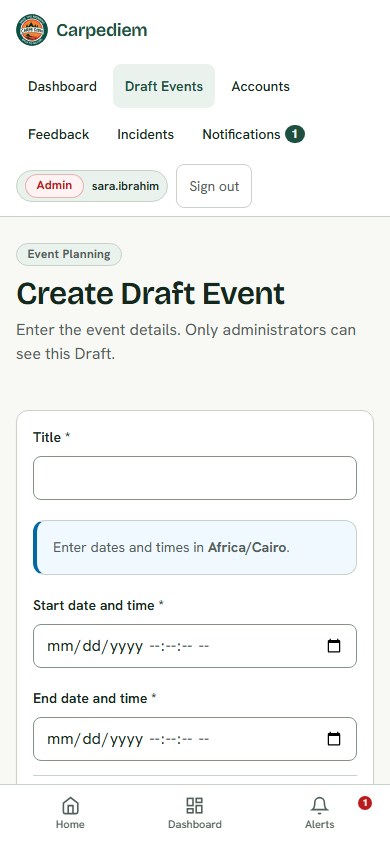 Carpediem
Dashboard Draft Events Accounts
Feedback Incidents Notifications 1
Admin sara.ibrahim Sign out
Event Planning
Create Draft Event
Enter the event details. Only administrators can
see this Draft.
Title *
Enter dates and times in Africa/Cairo.
Start date and time *
mm/dd/yyyy --:--:-- --
End date and time *
mm/dd/yyyy --:--:-- --
Home Dashboard Alerts 1